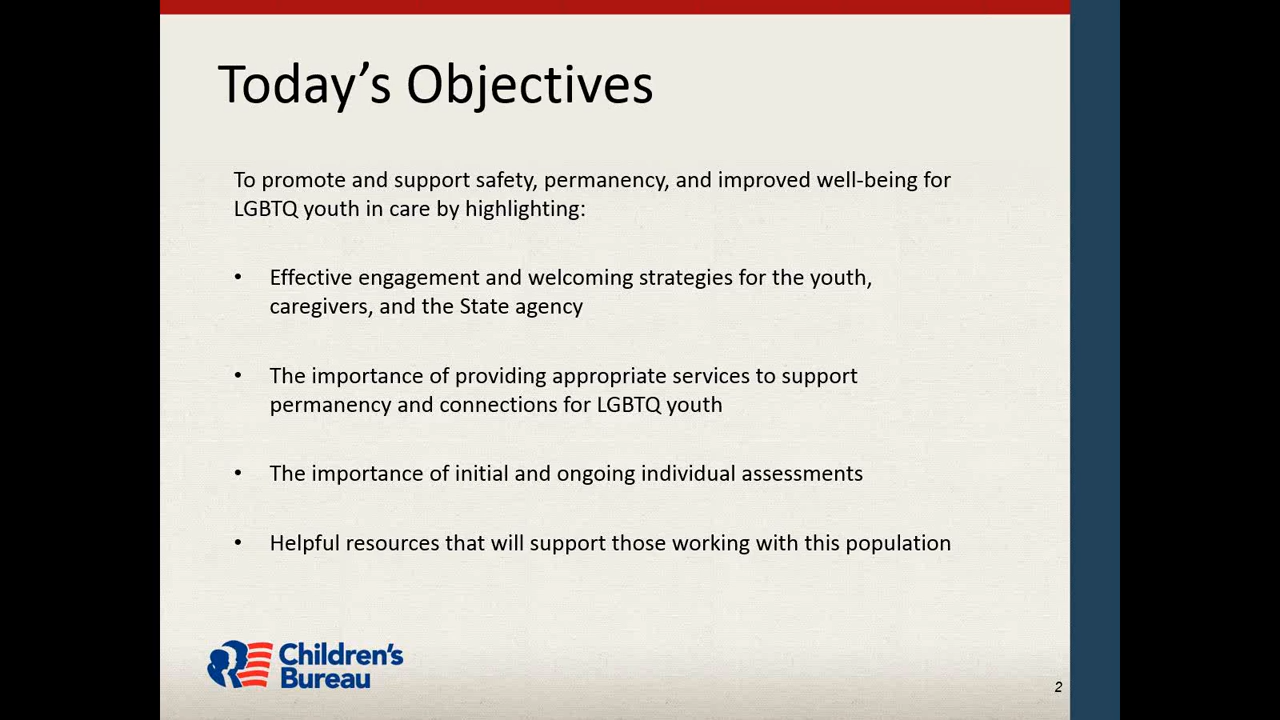 Today’s Objectives
To promote and support safety, permanency, and improved well-being for
LGBTQ youth in care by highlighting:
• Effective engagement and welcoming strategies for the youth,
caregivers, and the State agency
• The importance of providing appropriate services to support
permanency and connections for LGBTQ youth
• The importance of initial and ongoing individual assessments
• Helpful resources that will support those working with this population
Children’s
Bureau
2